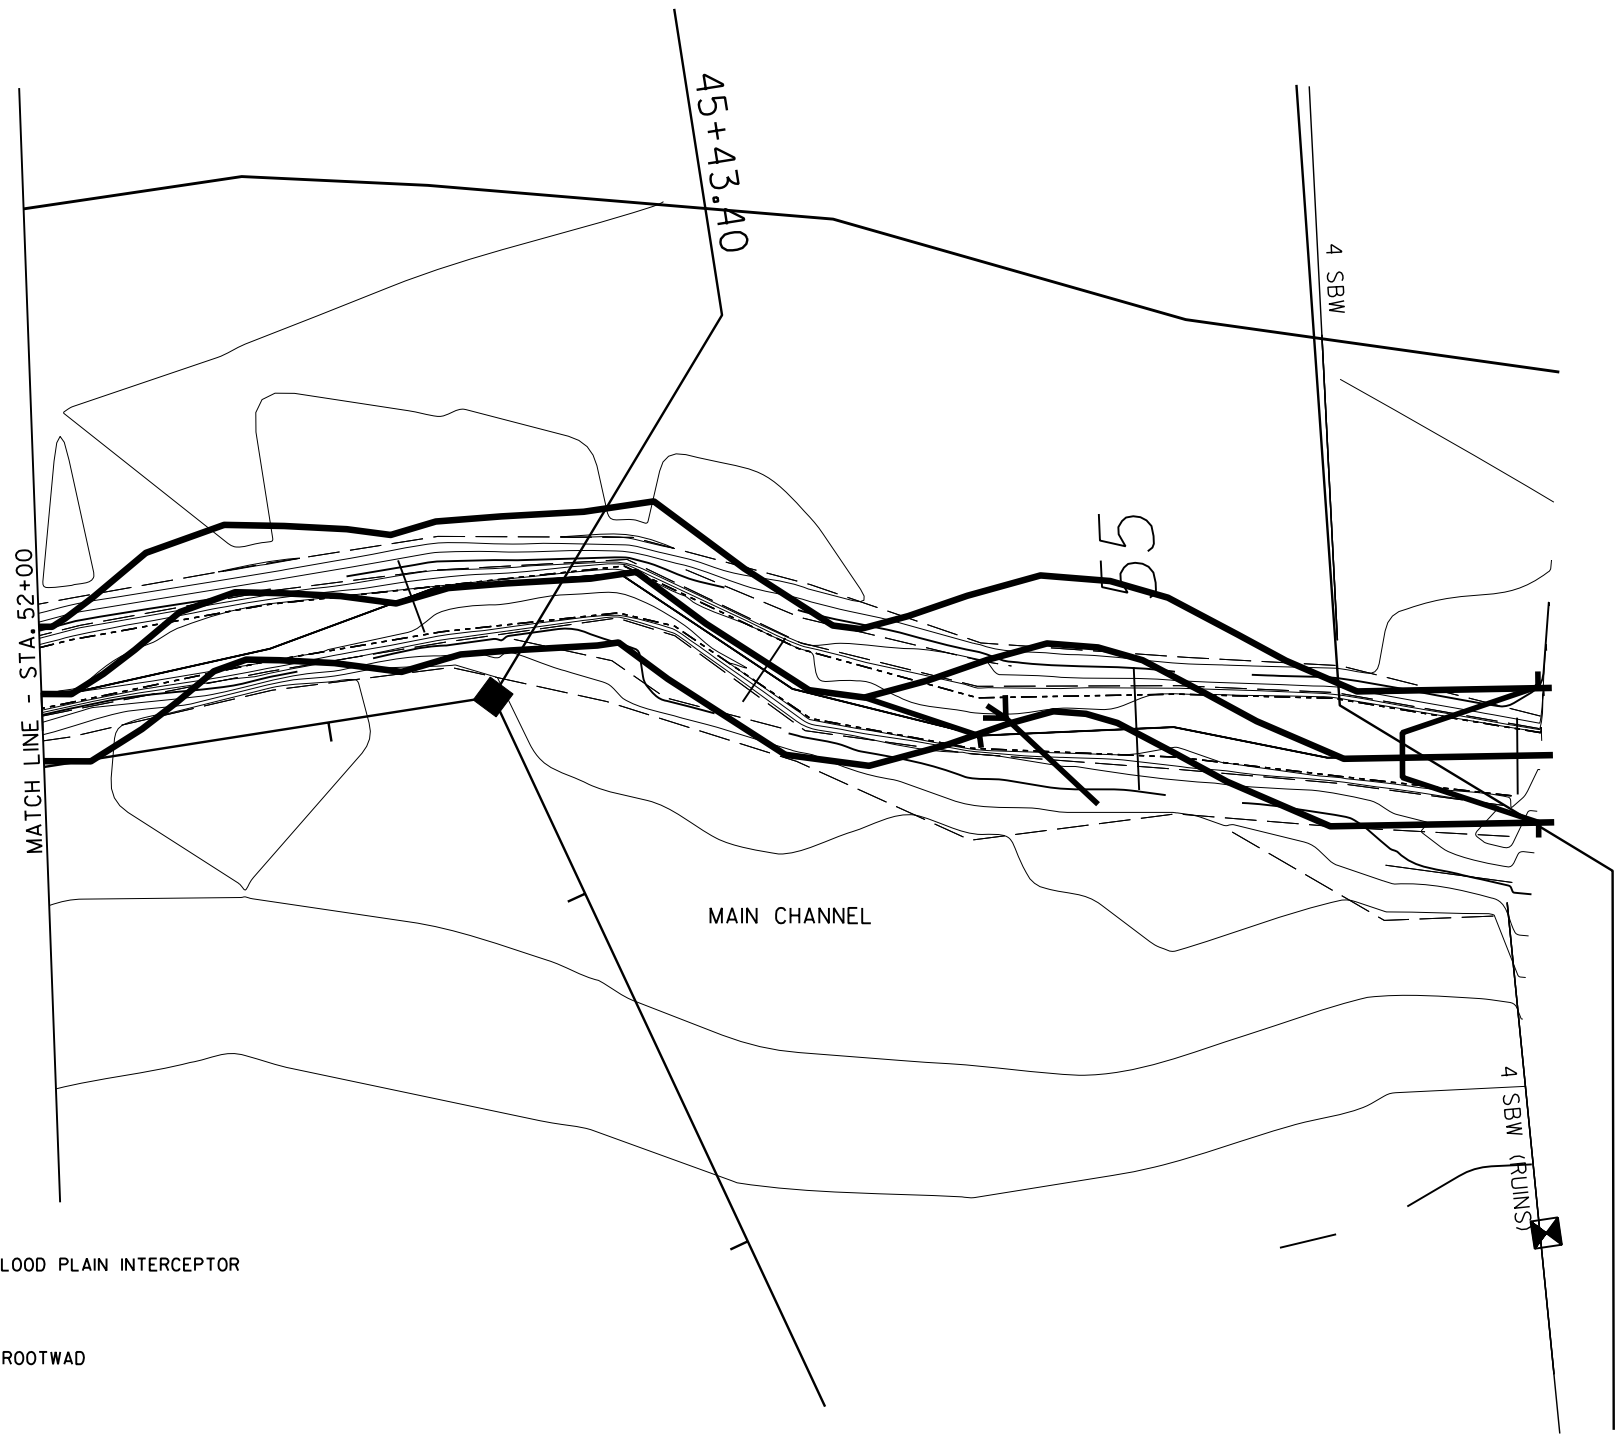 45+43.40
4 SBW
55
MATCH LINE - STA. 52+00
MAIN CHANNEL
4 SBW (RUINS)
LOOD PLAIN INTERCEPTOR
ROOTWAD